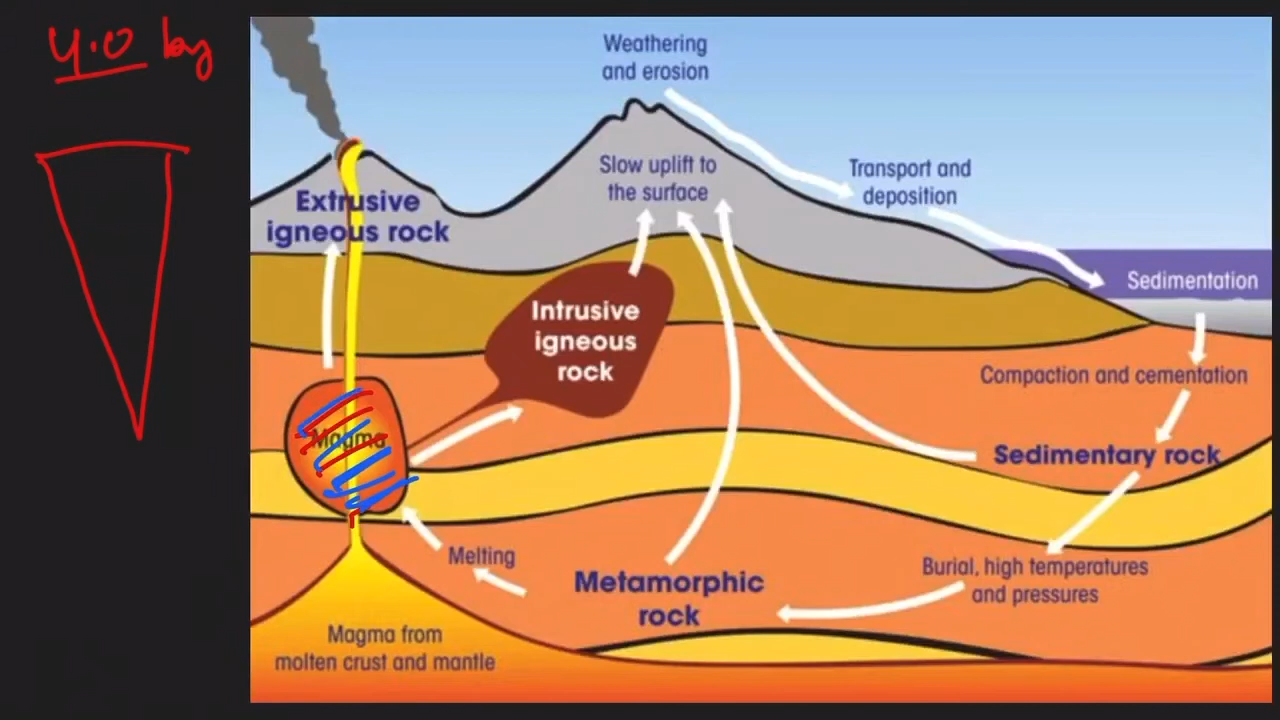 4.0 by
Weathering
and erosion
Slow uplift to
the surface
Transport and
deposition
Extrusive
igneous rock
Sedimentation
Intrusive
igneous
rock
Compaction and cementation
Magma
Sedimentary rock
Melting
Burial, high temperatures
and pressures
Metamorphic
rock
Magma from
molten crust and mantle